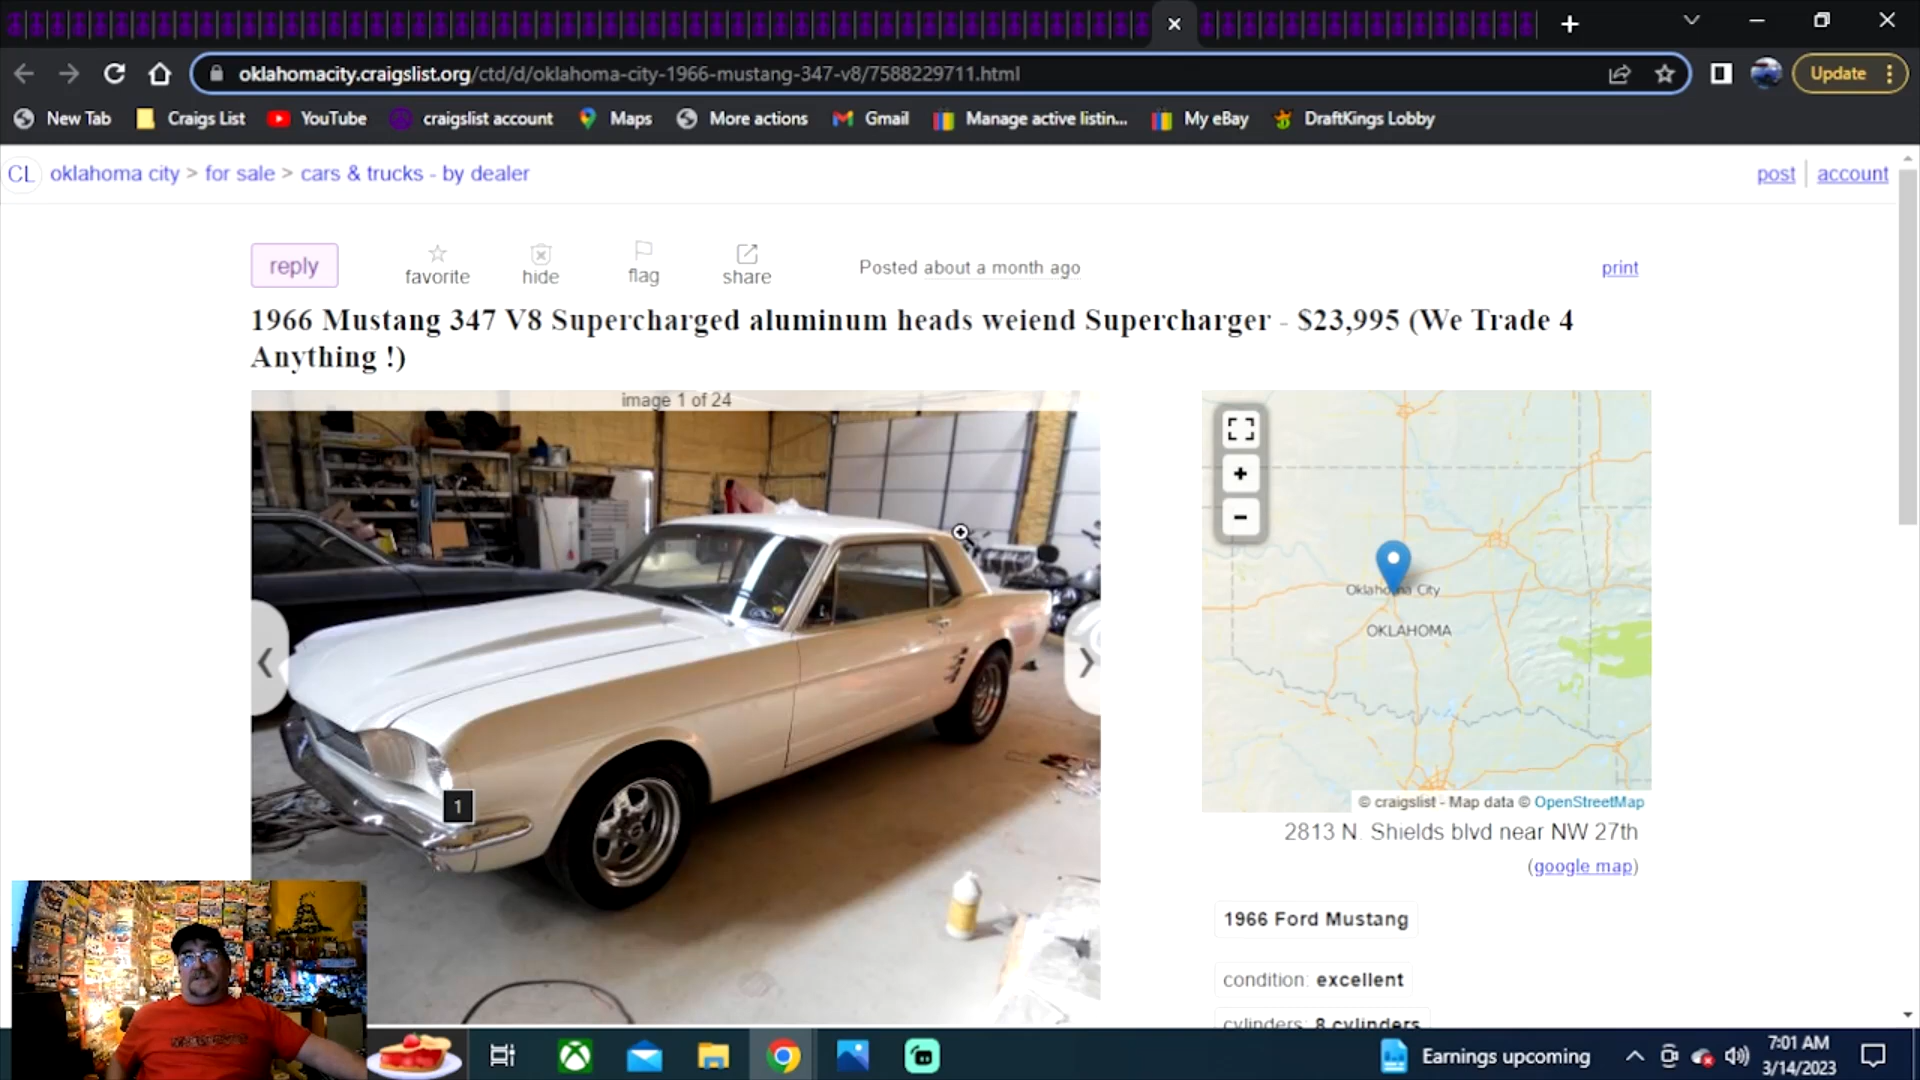 oklahomacity.craigslist.org/ctd/d/oklahoma-city-1966-mustang-347-v8/7588229711.html
Update
New Tab
Craigs List
YouTube
craigslist account
Maps
More actions
Gmail
Manage active listin...
My eBay
DraftKings Lobby
CL oklahoma city > for sale > cars & trucks - by dealer
post
account
reply
favorite
hide
flag
share
Posted about a month ago
print
1966 Mustang 347 V8 Supercharged aluminum heads weiend Supercharger - $23,995 (We Trade 4
Anything !)
image 1 of 24
1
Oklahoma City
OKLAHOMA
© craigslist - Map data © OpenStreetMap
2813 N. Shields blvd near NW 27th
(google map)
1966 Ford Mustang
condition: excellent
cylinders: 8 cylinders
Earnings upcoming
7:01 AM
3/14/2023